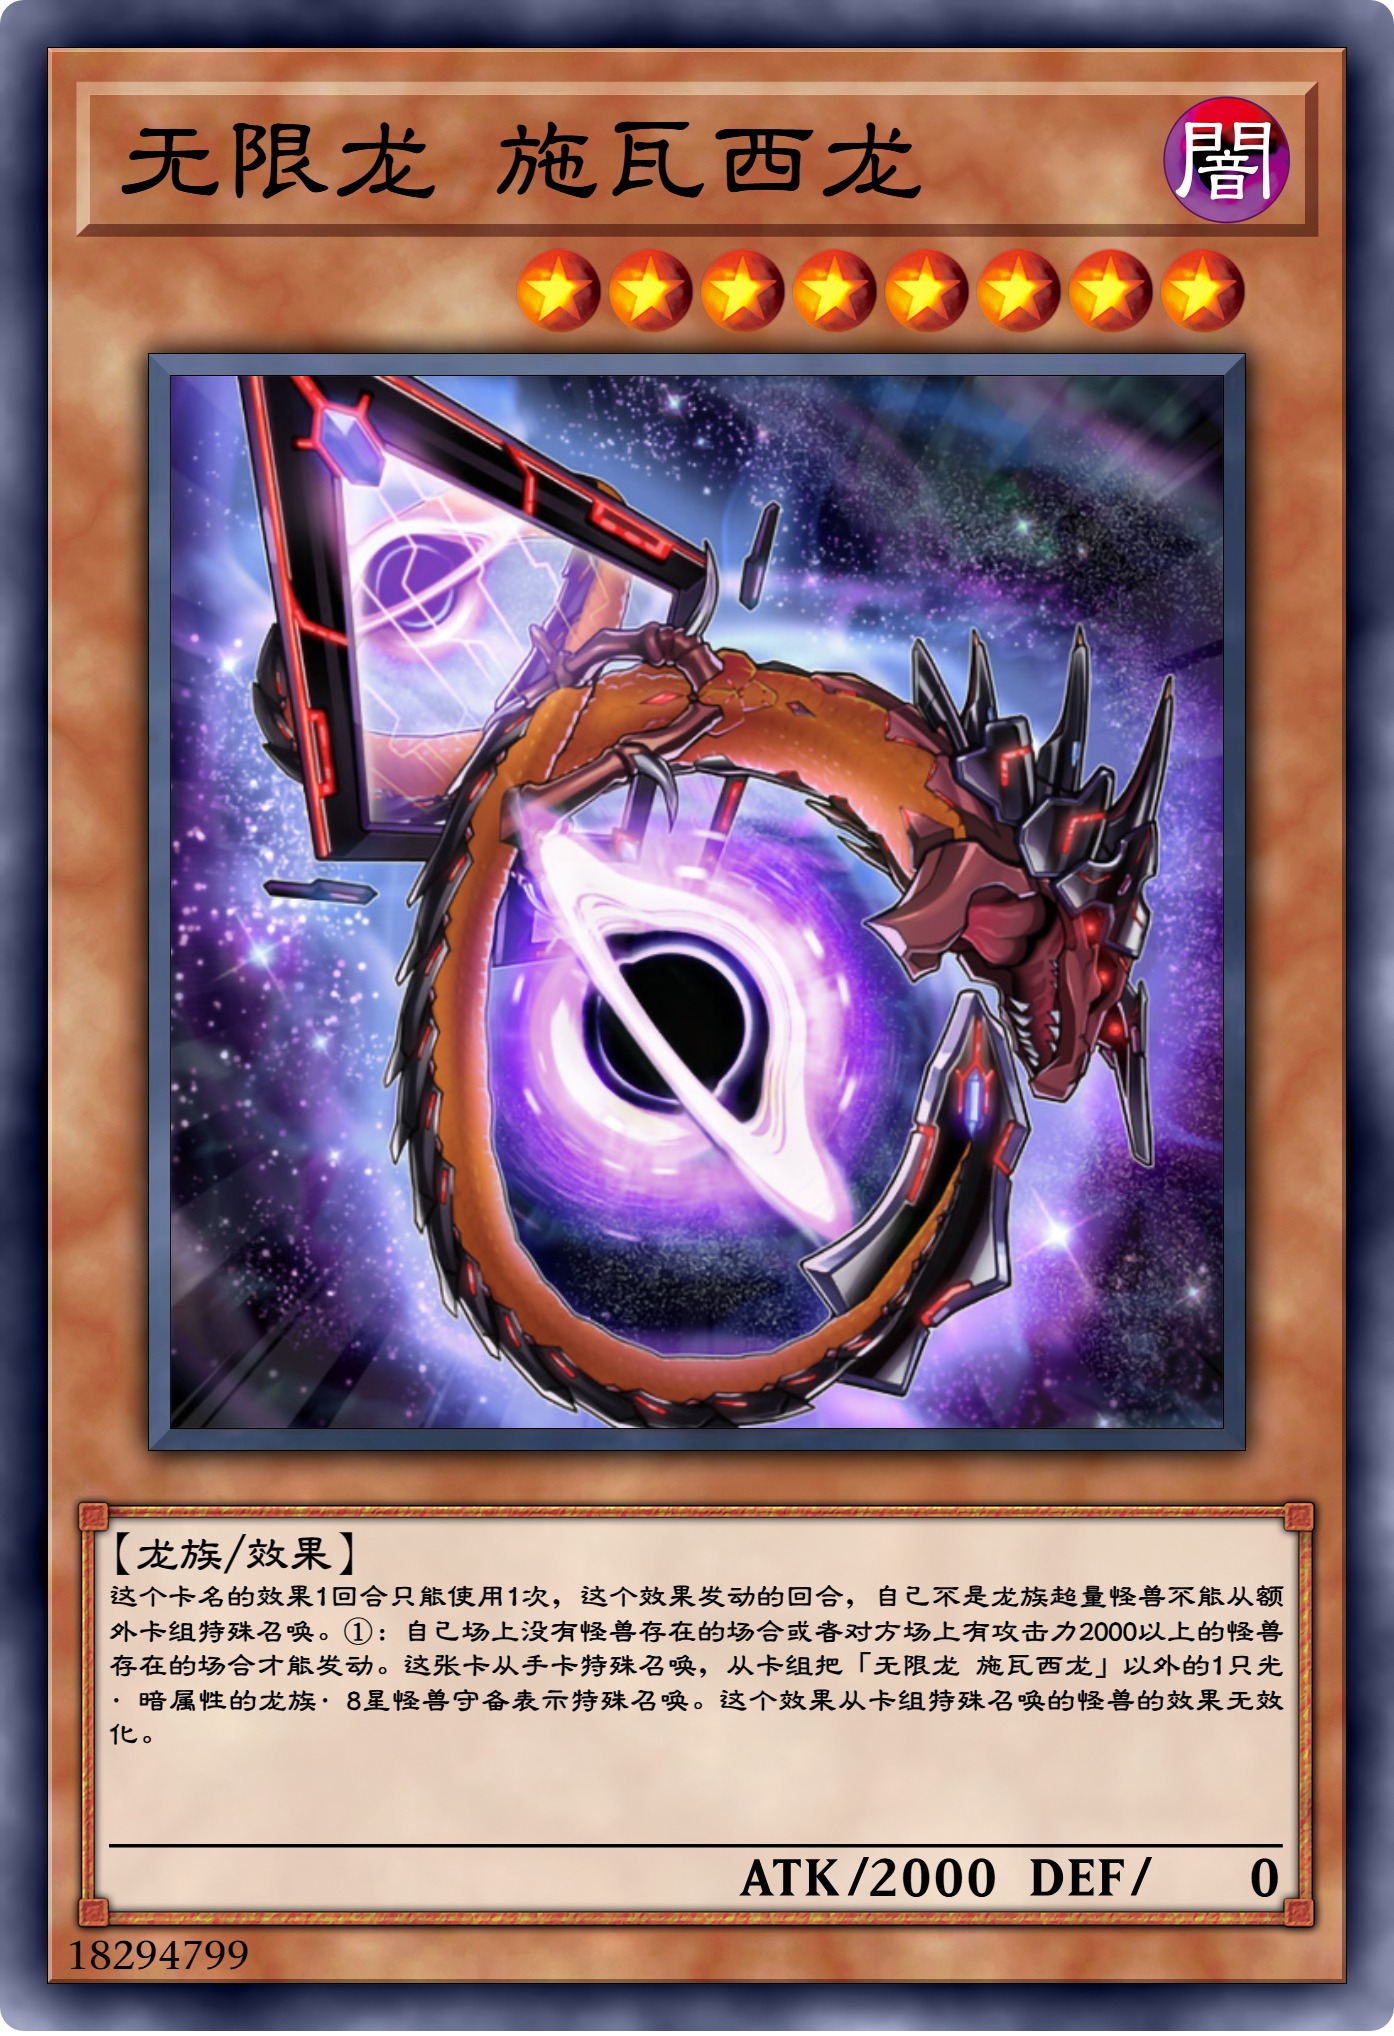 无限龙 施瓦西龙
闇
【龙族/效果】
这个卡名的效果1回合只能使用1次，这个效果发动的回合，自己不是龙族超量怪兽不能从额
外卡组特殊召唤。①：自己场上没有怪兽存在的场合或者对方场上有攻击力2000以上的怪兽
存在的场合才能发动。这张卡从手卡特殊召唤，从卡组把「无限龙 施瓦西龙」以外的1只光
·暗属性的龙族·8星怪兽守备表示特殊召唤。这个效果从卡组特殊召唤的怪兽的效果无效
化。
ATK/2000 DEF/ 0
18294799